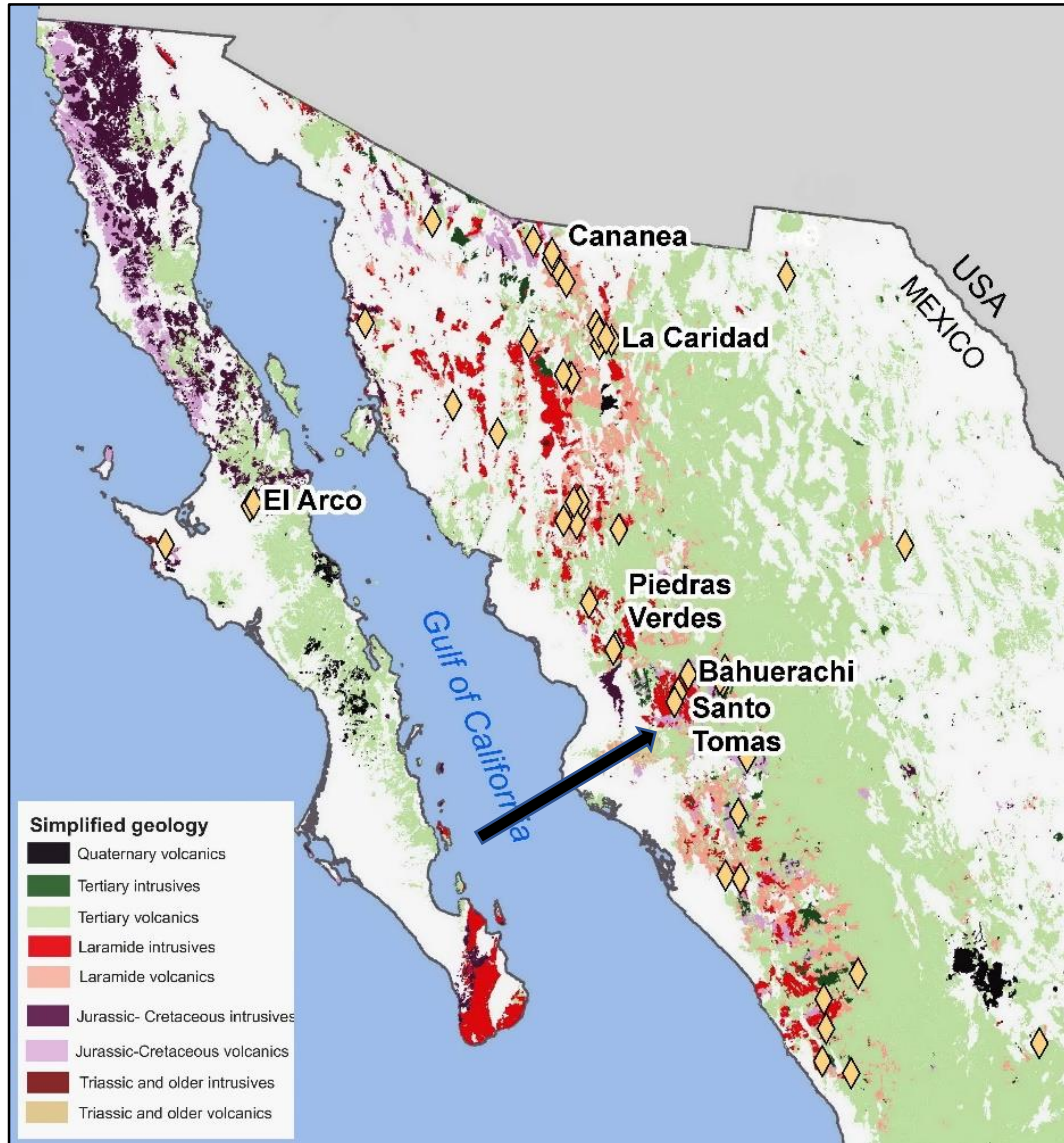 USA
MEXICO
Cananea
La Caridad
El Arco
Piedras
Verdes
Bahuerachi
Santo
Tomas
Gulf of California
Simplified geology
Quaternary volcanics
Tertiary intrusives
Tertiary volcanics
Laramide intrusives
Laramide volcanics
Jurassic- Cretaceous intrusives
Jurassic-Cretaceous volcanics
Triassic and older intrusives
Triassic and older volcanics